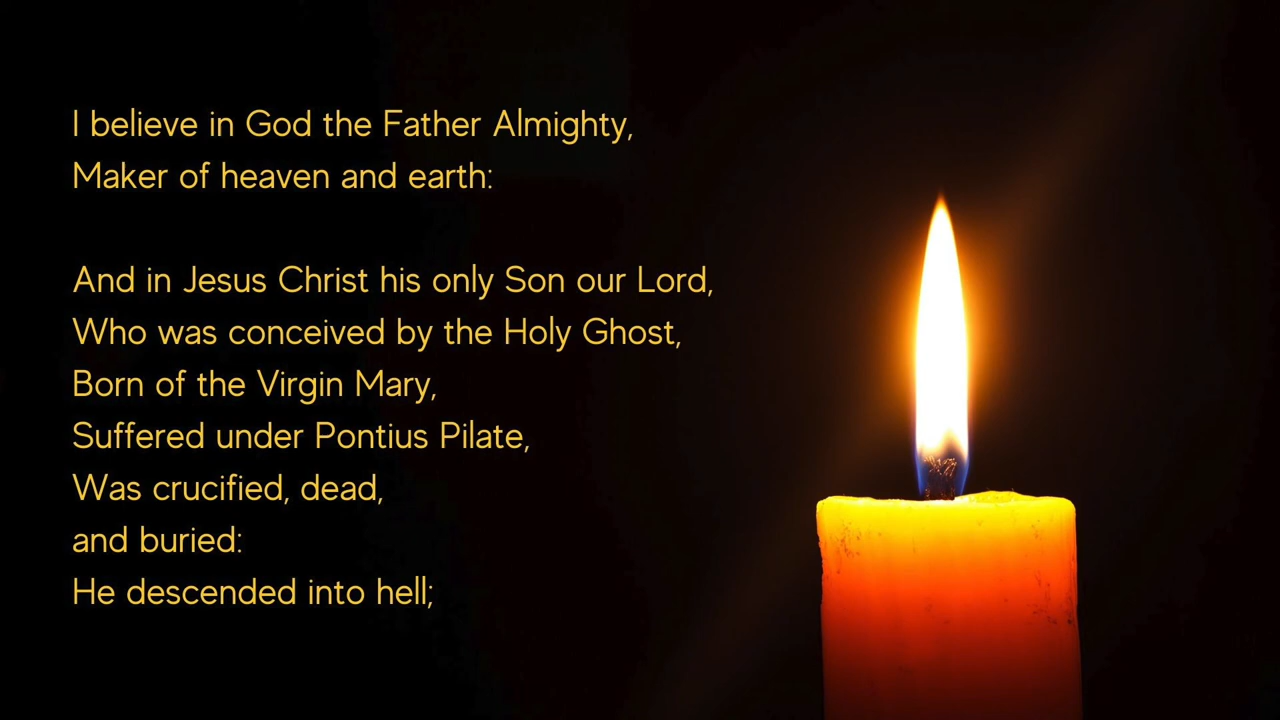 I believe in God the Father Almighty,
Maker of heaven and earth:
And in Jesus Christ his only Son our Lord,
Who was conceived by the Holy Ghost,
Born of the Virgin Mary,
Suffered under Pontius Pilate,
Was crucified, dead,
and buried:
He descended into hell;